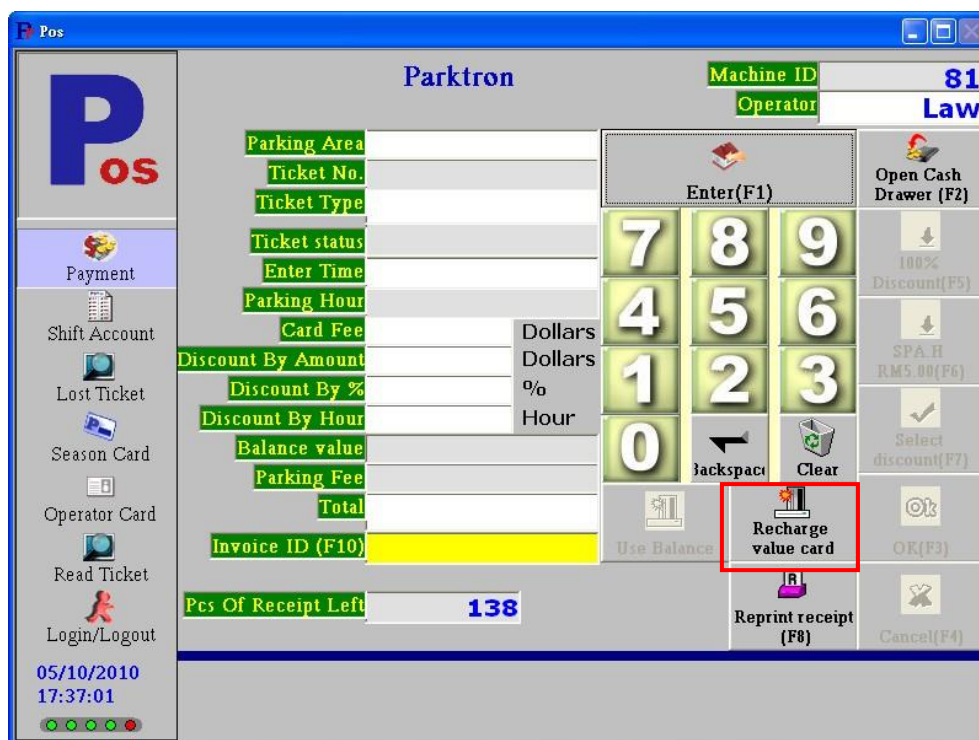 Pos
Pos
Parktron
Machine ID 81
Operator Law
Parking Area
Ticket No.
Ticket Type
Ticket status
Enter Time
Parking Hour
Card Fee Dollars
Discount By Amount Dollars
Discount By % %
Discount By Hour Hour
Balance value
Parking Fee
Total
Invoice ID (F10)
Pcs Of Receipt Left 138
Payment
Shift Account
Lost Ticket
Season Card
Operator Card
Read Ticket
Login/Logout
05/10/2010
17:37:01
Enter(F1)
7 8 9
4 5 6
1 2 3
0
Backspac
Clear
Use Balance
Recharge
value card
R
Reprint receipt
(F8)
Open Cash
Drawer (F2)
100%
Discount(F5)
SPA.H
RM5.00(F6)
Select
discount(F7)
Ok
OK(F3)
Cancel(F4)